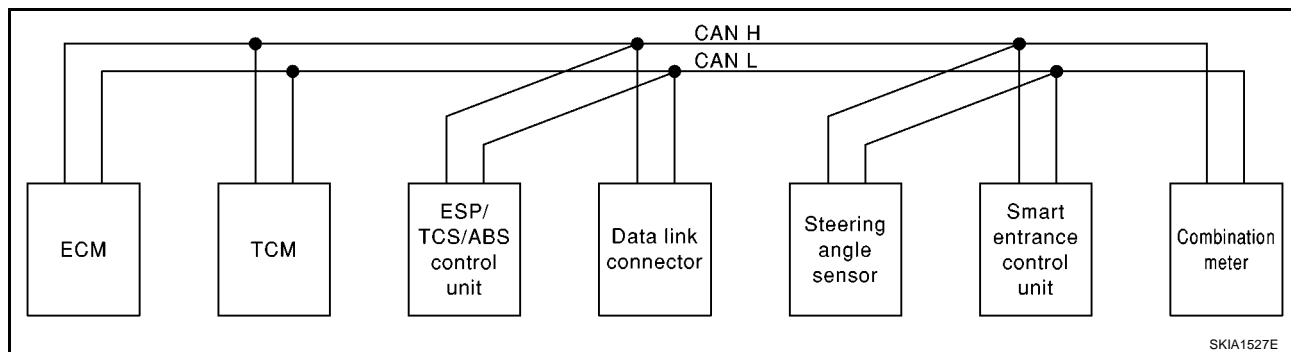 CAN H
CAN L
ECM
TCM
ESP/
TCS/ABS
control
unit
Data link
connector
Steering
angle
sensor
Smart
entrance
control
unit
Combination
meter
SKIA1527E